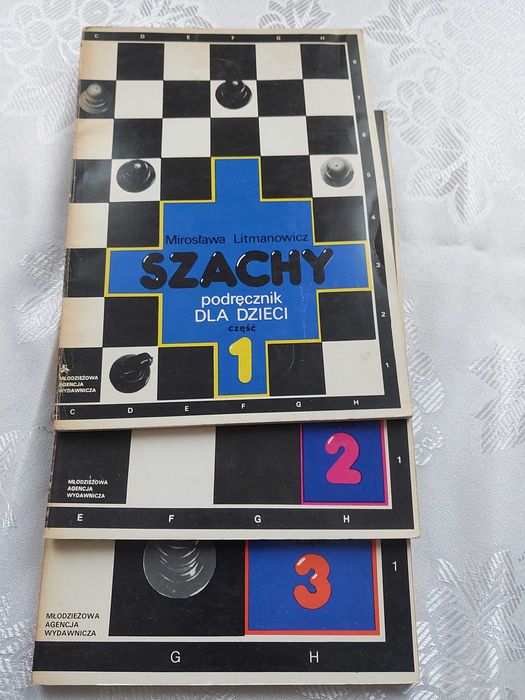 C D E F G H
8
7
6
5
4
3
2
1
Mirosława Litmanowicz
SZACHY
podręcznik
DLA DZIECI
część
1
MŁODZIEŻOWA
AGENCJA
WYDAWNICZA
C D E F G H
2
1
MŁODZIEŻOWA
AGENCJA
WYDAWNICZA
E F G H
3
1
MŁODZIEŻOWA
AGENCJA
WYDAWNICZA
G H